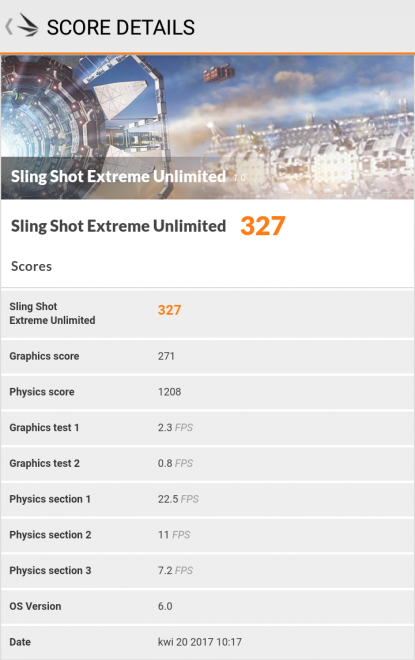 SCORE DETAILS
Sling Shot Extreme Unlimited 1.0
Sling Shot Extreme Unlimited 327
Scores
Sling Shot
Extreme Unlimited 327
Graphics score 271
Physics score 1208
Graphics test 1 2.3 FPS
Graphics test 2 0.8 FPS
Physics section 1 22.5 FPS
Physics section 2 11 FPS
Physics section 3 7.2 FPS
OS Version 6.0
Date kwi 20 2017 10:17